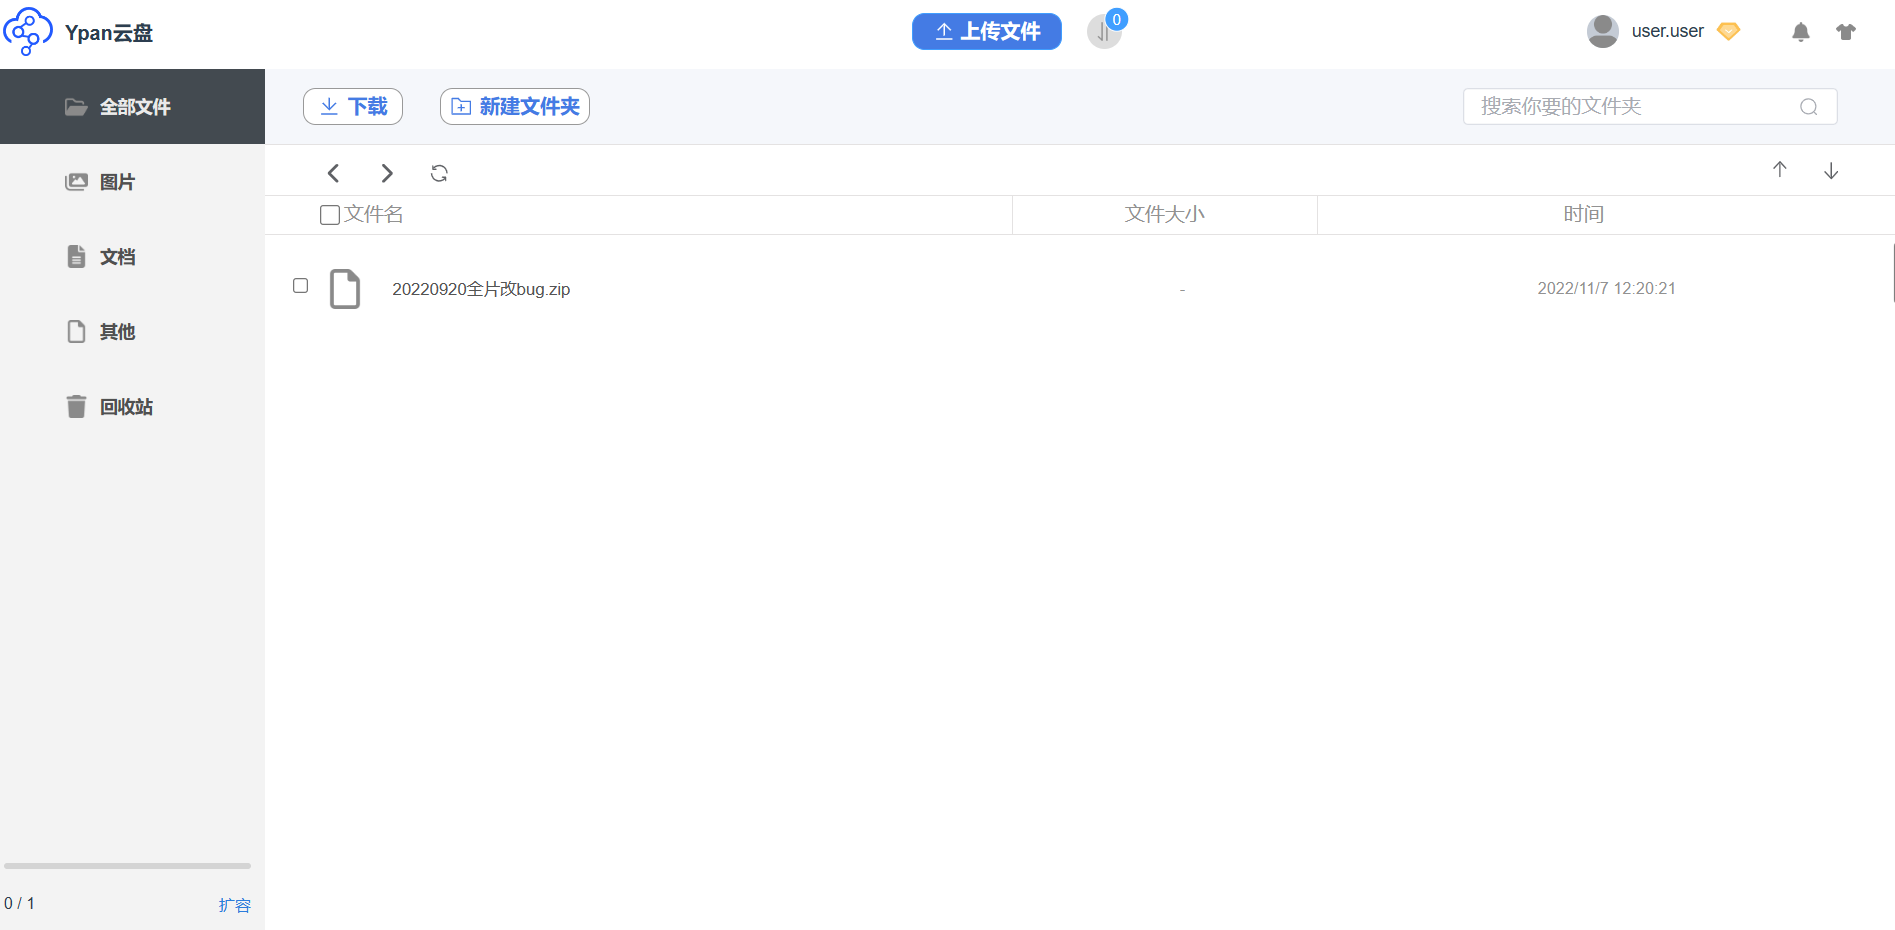 Ypan云盘
上传文件
0
user.user
全部文件
图片
文档
其他
回收站
0 / 1
扩容
下载
新建文件夹
搜索你要的文件夹
文件名
文件大小
时间
20220920全片改bug.zip
-
2022/11/7 12:20:21